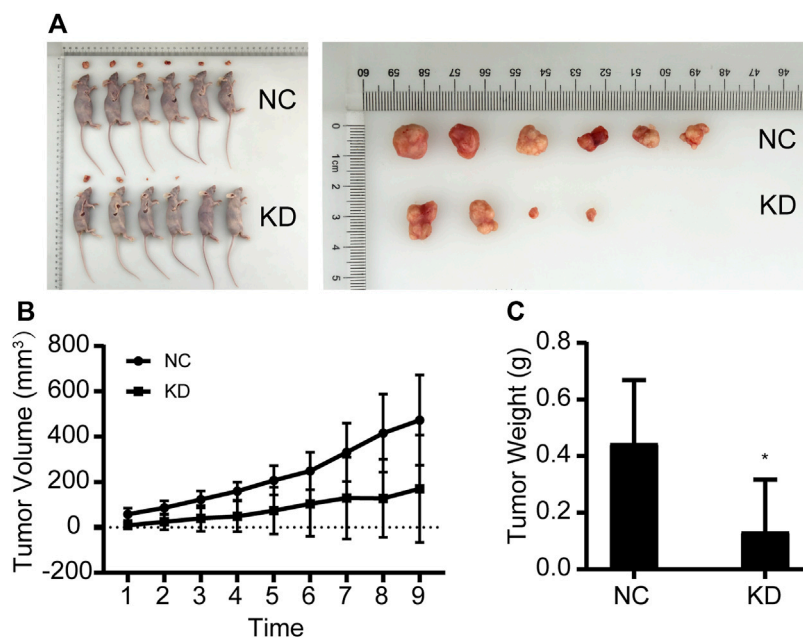 A
NC
KD
60 59 58 57 56 55 54 53 52 51 50 49 48 47 46
0
1cm
2
3
4
5
NC
KD
B
Tumor Volume (mm³)
800
600
400
200
0
-200
NC
KD
1 2 3 4 5 6 7 8 9
Time
C
Tumor Weight (g)
0.8
0.6
0.4
0.2
0.0
*
NC KD